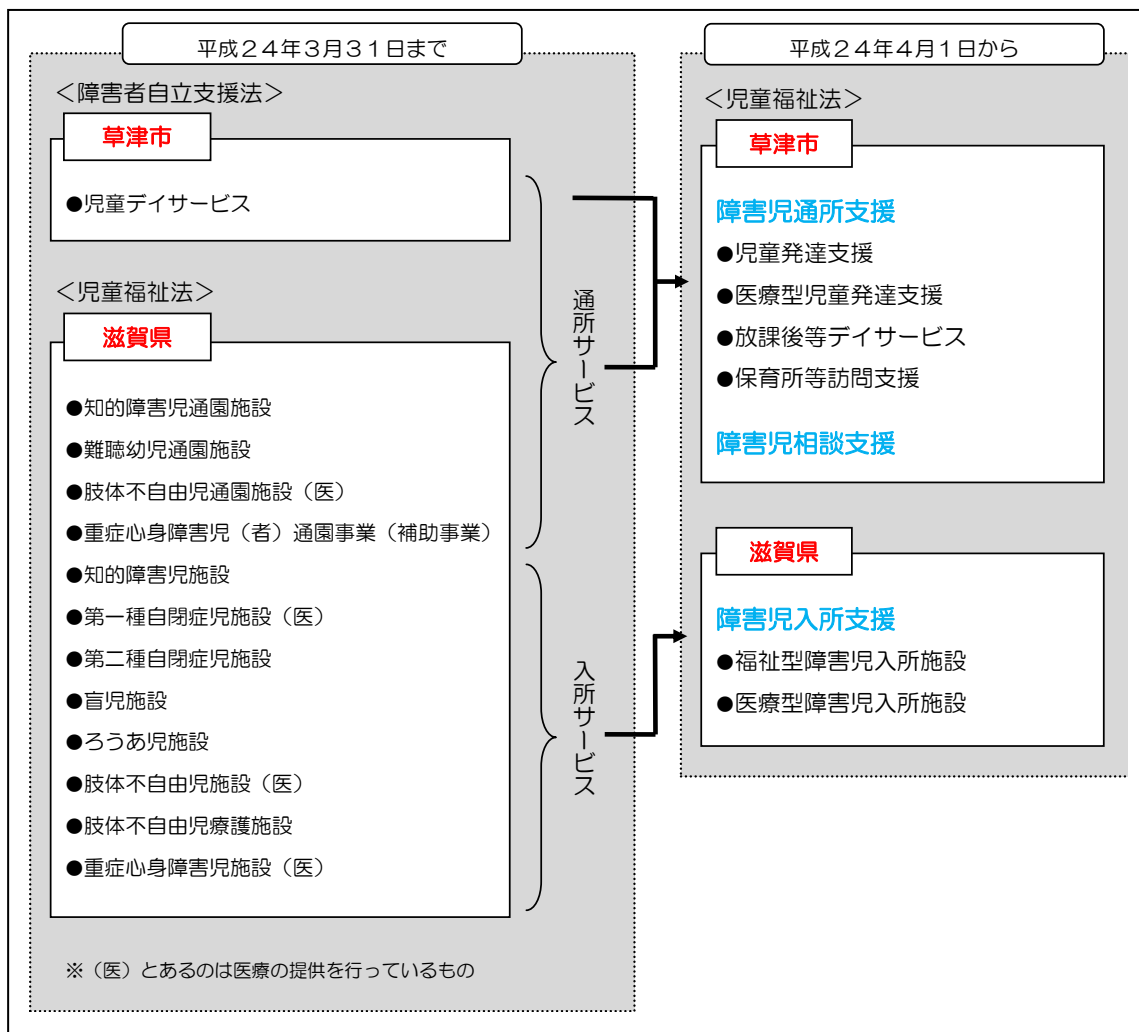 平成２４年３月３１日まで
＜障害者自立支援法＞
草津市
●児童デイサービス
＜児童福祉法＞
滋賀県
●知的障害児通園施設
●難聴幼児通園施設
●肢体不自由児通園施設（医）
●重症心身障害児（者）通園事業（補助事業）
●知的障害児施設
●第一種自閉症児施設（医）
●第二種自閉症児施設
●盲児施設
●ろうあ児施設
●肢体不自由児施設（医）
●肢体不自由児療護施設
●重症心身障害児施設（医）
※（医）とあるのは医療の提供を行っているもの
通所サービス
入所サービス
平成２４年４月１日から
＜児童福祉法＞
草津市
障害児通所支援
●児童発達支援
●医療型児童発達支援
●放課後等デイサービス
●保育所等訪問支援
障害児相談支援
滋賀県
障害児入所支援
●福祉型障害児入所施設
●医療型障害児入所施設